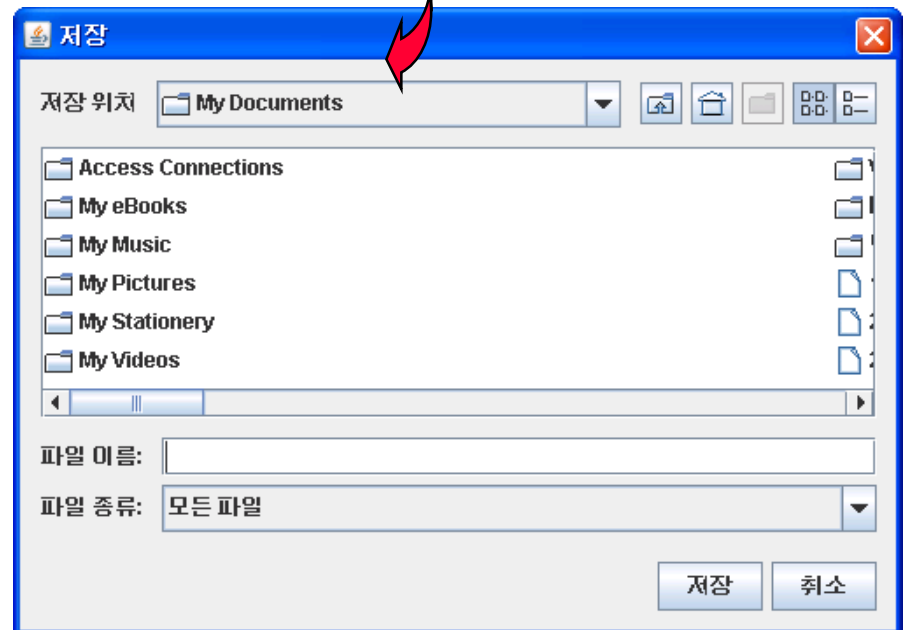 저장
저장 위치 My Documents
Access Connections
My eBooks
My Music
My Pictures
My Stationery
My Videos
파일 이름:
파일 종류: 모든 파일
저장 취소